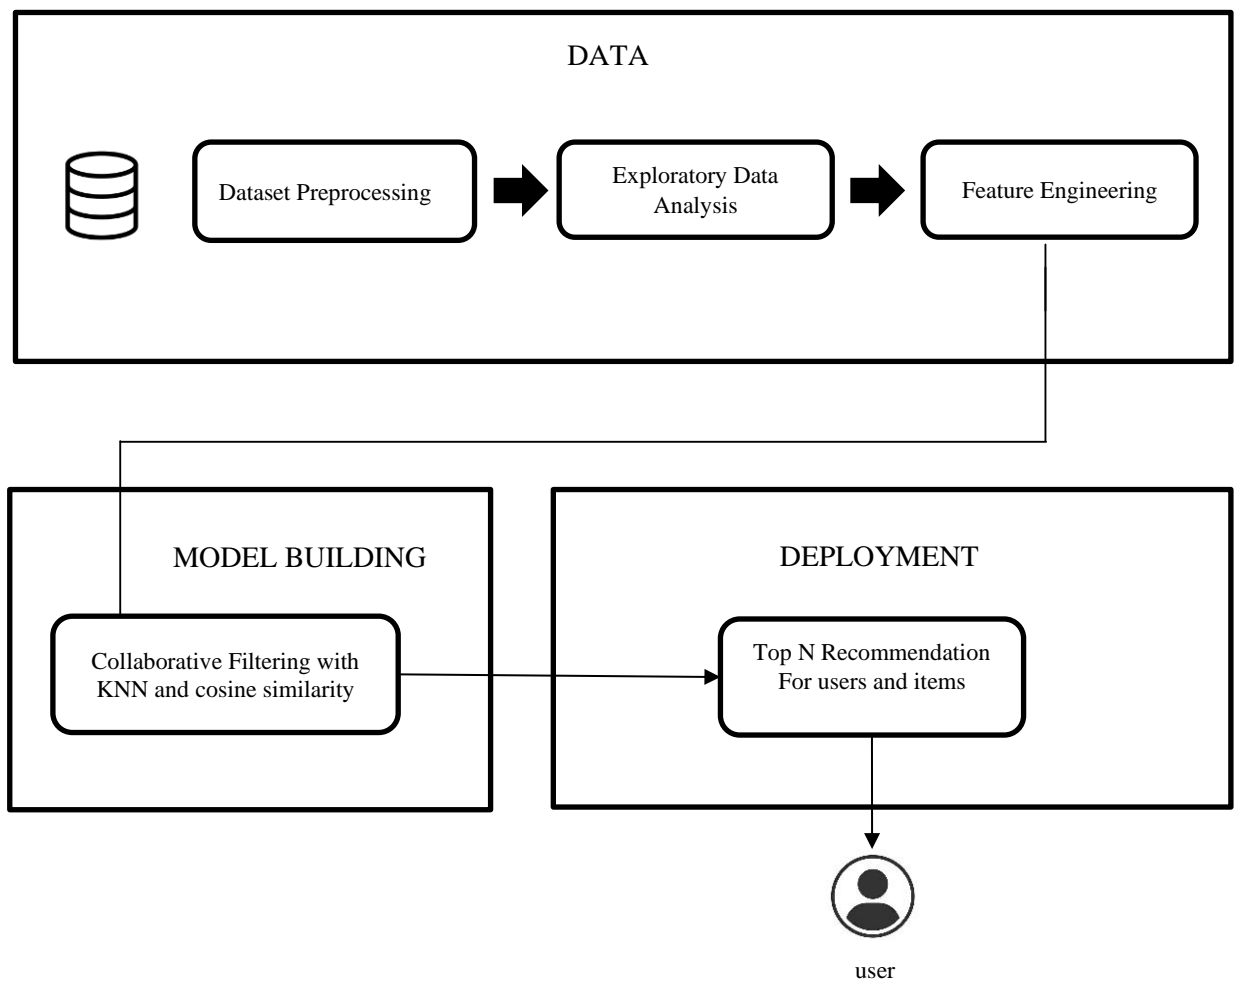 DATA
Dataset Preprocessing
Exploratory Data
Analysis
Feature Engineering
MODEL BUILDING
Collaborative Filtering with
KNN and cosine similarity
DEPLOYMENT
Top N Recommendation
For users and items
user